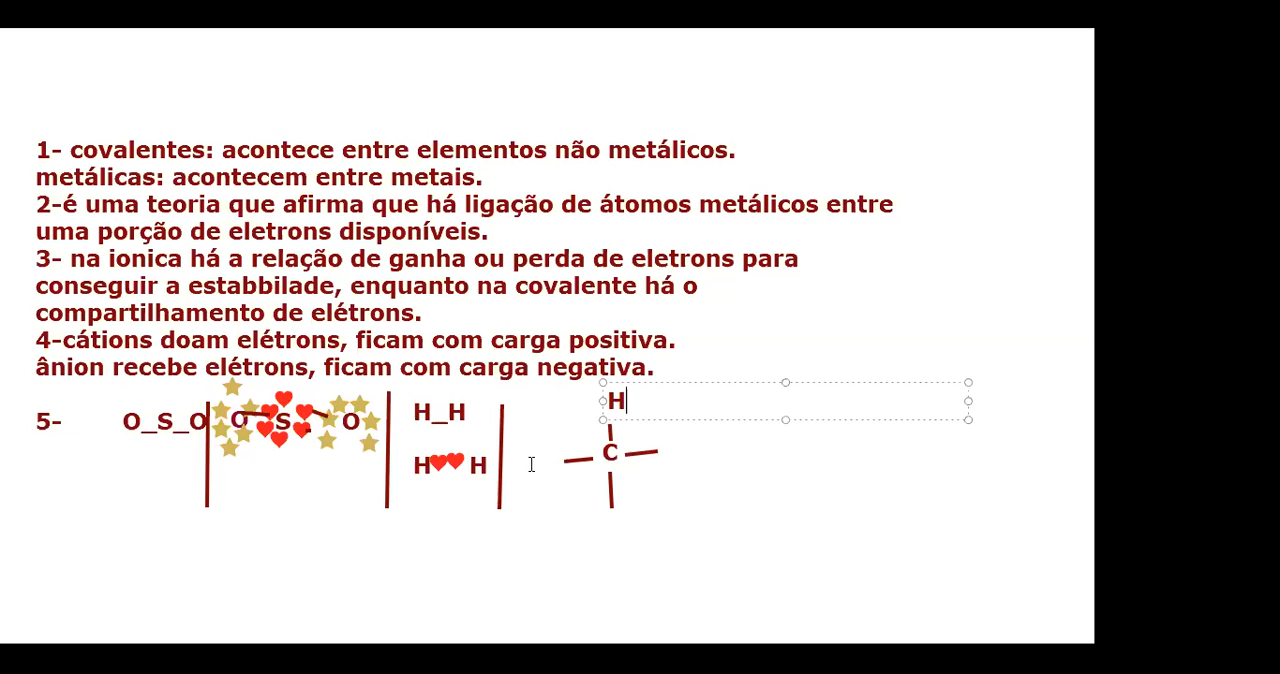 1- covalentes: acontece entre elementos não metálicos.
metálicas: acontecem entre metais.
2-é uma teoria que afirma que há ligação de átomos metálicos entre
uma porção de eletrons disponíveis.
3- na ionica há a relação de ganha ou perda de eletrons para
conseguir a estabbilade, enquanto na covalente há o
compartilhamento de elétrons.
4-cátions doam elétrons, ficam com carga positiva.
ânion recebe elétrons, ficam com carga negativa.
H
5- O_S_O O S . O H_H
C
H H